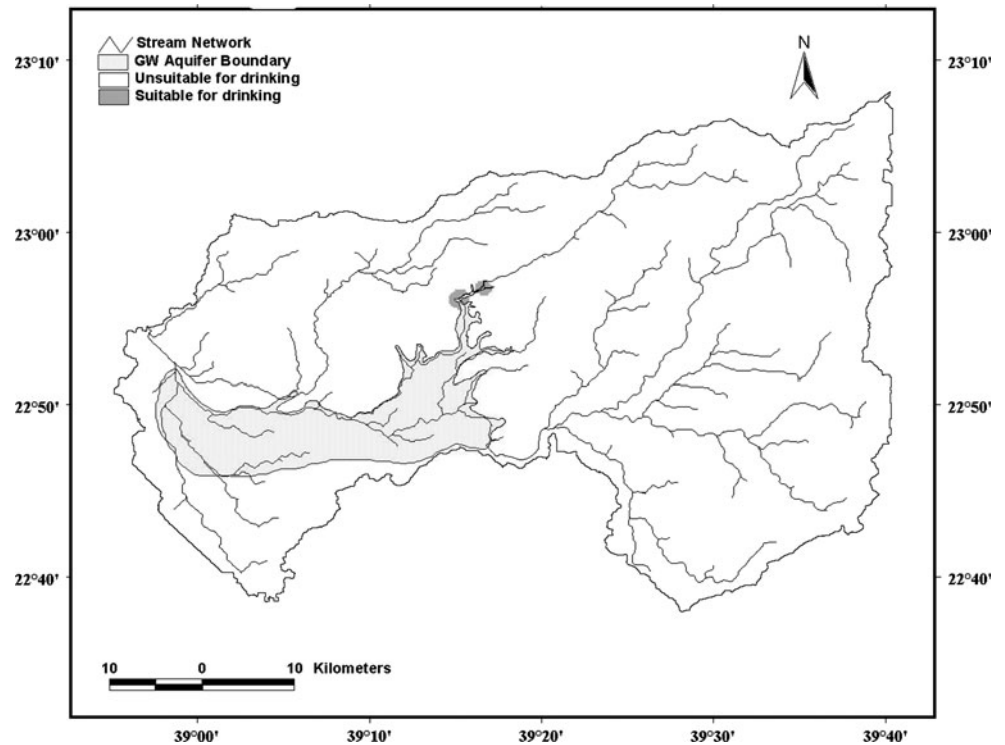 Stream Network
GW Aquifer Boundary
Unsuitable for drinking
Suitable for drinking
N
23°10'
23°10'
23°00'
23°00'
22°50'
22°50'
22°40'
22°40'
10 0 10 Kilometers
39°00' 39°10' 39°20' 39°30' 39°40'